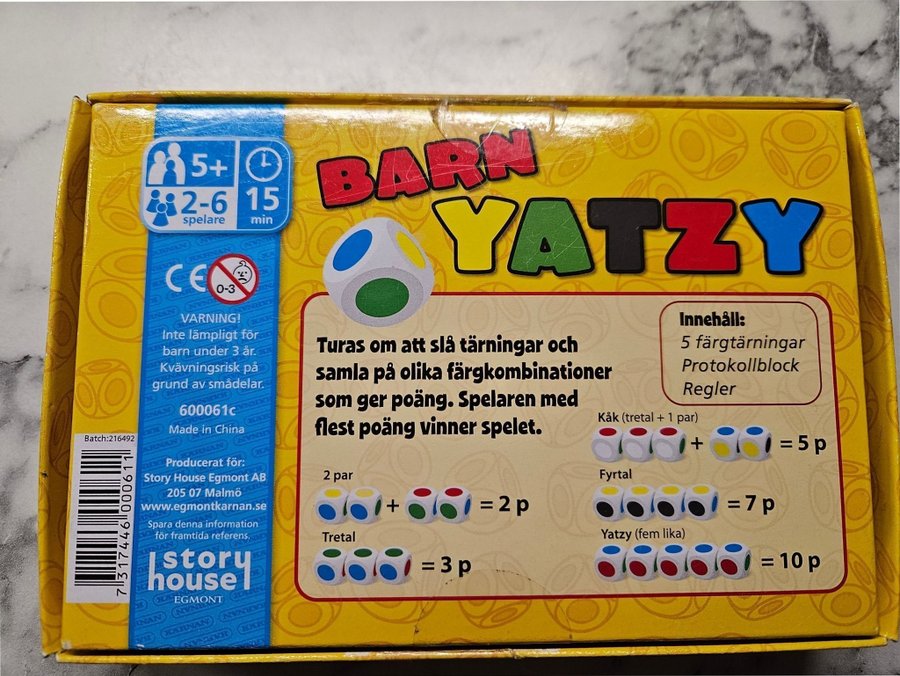 BARN
YATZY
5+
2-6
spelare
15
min
CE
0-3
VARNING!
Inte lämpligt för
barn under 3 år.
Kvävningsrisk på
grund av smådelar.
600061c
Made in China
Producerat för:
Story House Egmont AB
205 07 Malmö
www.egmontkarnan.se
Spara denna information
för framtida referens.
story
house
EGMONT
Batch:216492
7 317446 000611
Turas om att slå tärningar och
samla på olika färgkombinationer
som ger poäng. Spelaren med
flest poäng vinner spelet.
Innehåll:
5 färgtärningar
Protokollblock
Regler
2 par
+ = 2 p
Tretal
= 3 p
Kåk (tretal + 1 par)
+ = 5 p
Fyrtal
= 7 p
Yatzy (fem lika)
= 10 p